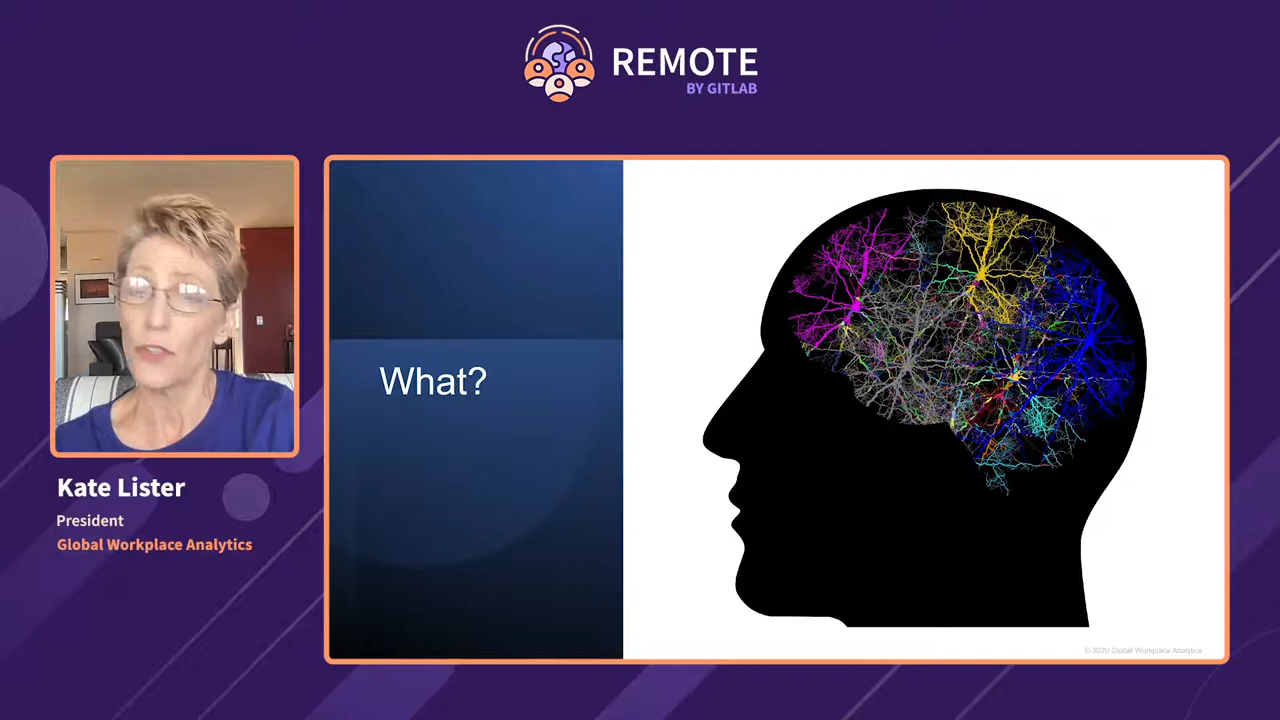 REMOTE
BY GITLAB
What?
Kate Lister
President
Global Workplace Analytics
© 2020 Global Workplace Analytics